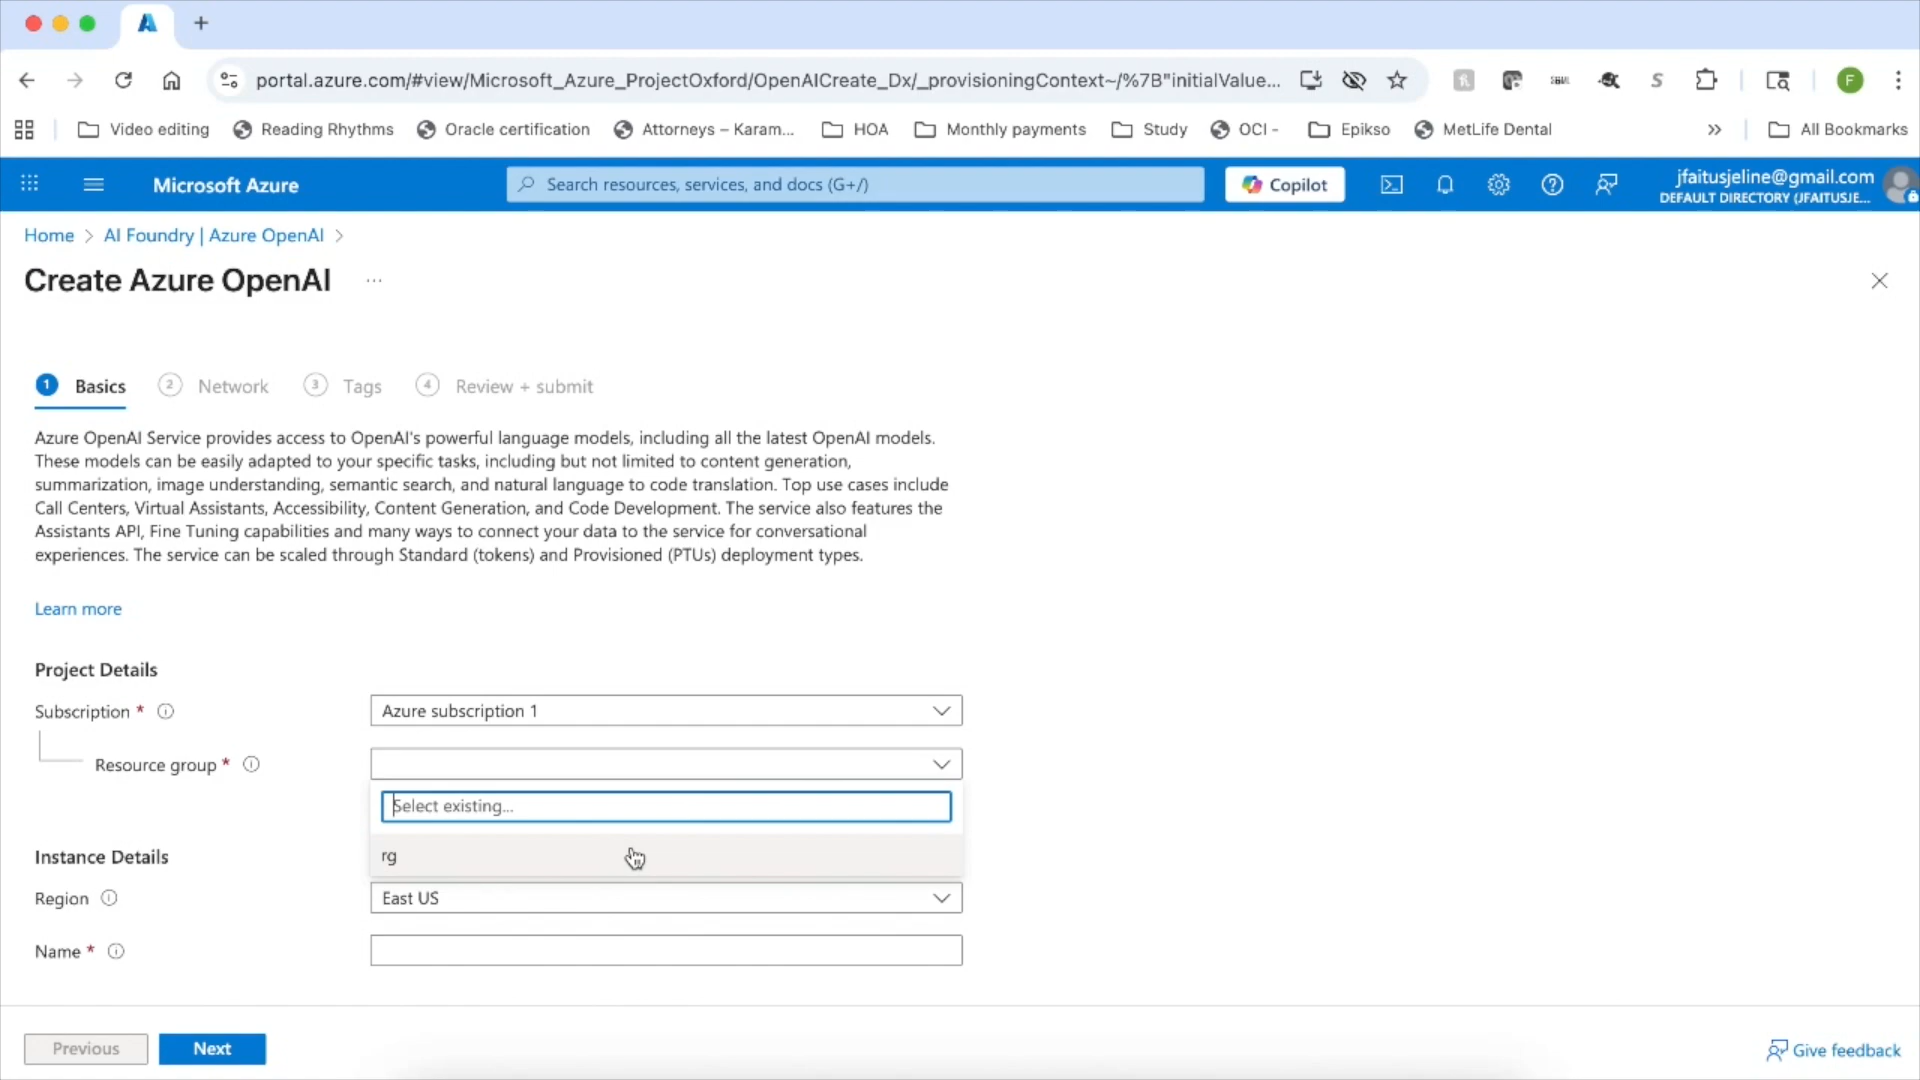 portal.azure.com/#view/Microsoft_Azure_ProjectOxford/OpenAICreate_Dx/_provisioningContext~/%7B"initialValue...
F
Video editing
Reading Rhythms
Oracle certification
Attorneys – Karam...
HOA
Monthly payments
Study
OCI -
Epikso
MetLife Dental
All Bookmarks
Microsoft Azure
Search resources, services, and docs (G+/)
Copilot
jfaitusjeline@gmail.com
DEFAULT DIRECTORY (JFAITUSJE...
Home > AI Foundry | Azure OpenAI >
Create Azure OpenAI ...
1 Basics
2 Network
3 Tags
4 Review + submit
Azure OpenAI Service provides access to OpenAI's powerful language models, including all the latest OpenAI models.
These models can be easily adapted to your specific tasks, including but not limited to content generation,
summarization, image understanding, semantic search, and natural language to code translation. Top use cases include
Call Centers, Virtual Assistants, Accessibility, Content Generation, and Code Development. The service also features the
Assistants API, Fine Tuning capabilities and many ways to connect your data to the service for conversational
experiences. The service can be scaled through Standard (tokens) and Provisioned (PTUs) deployment types.
Learn more
Project Details
Subscription *
Azure subscription 1
Resource group *
Select existing...
rg
Instance Details
Region
East US
Name *
Previous
Next
Give feedback